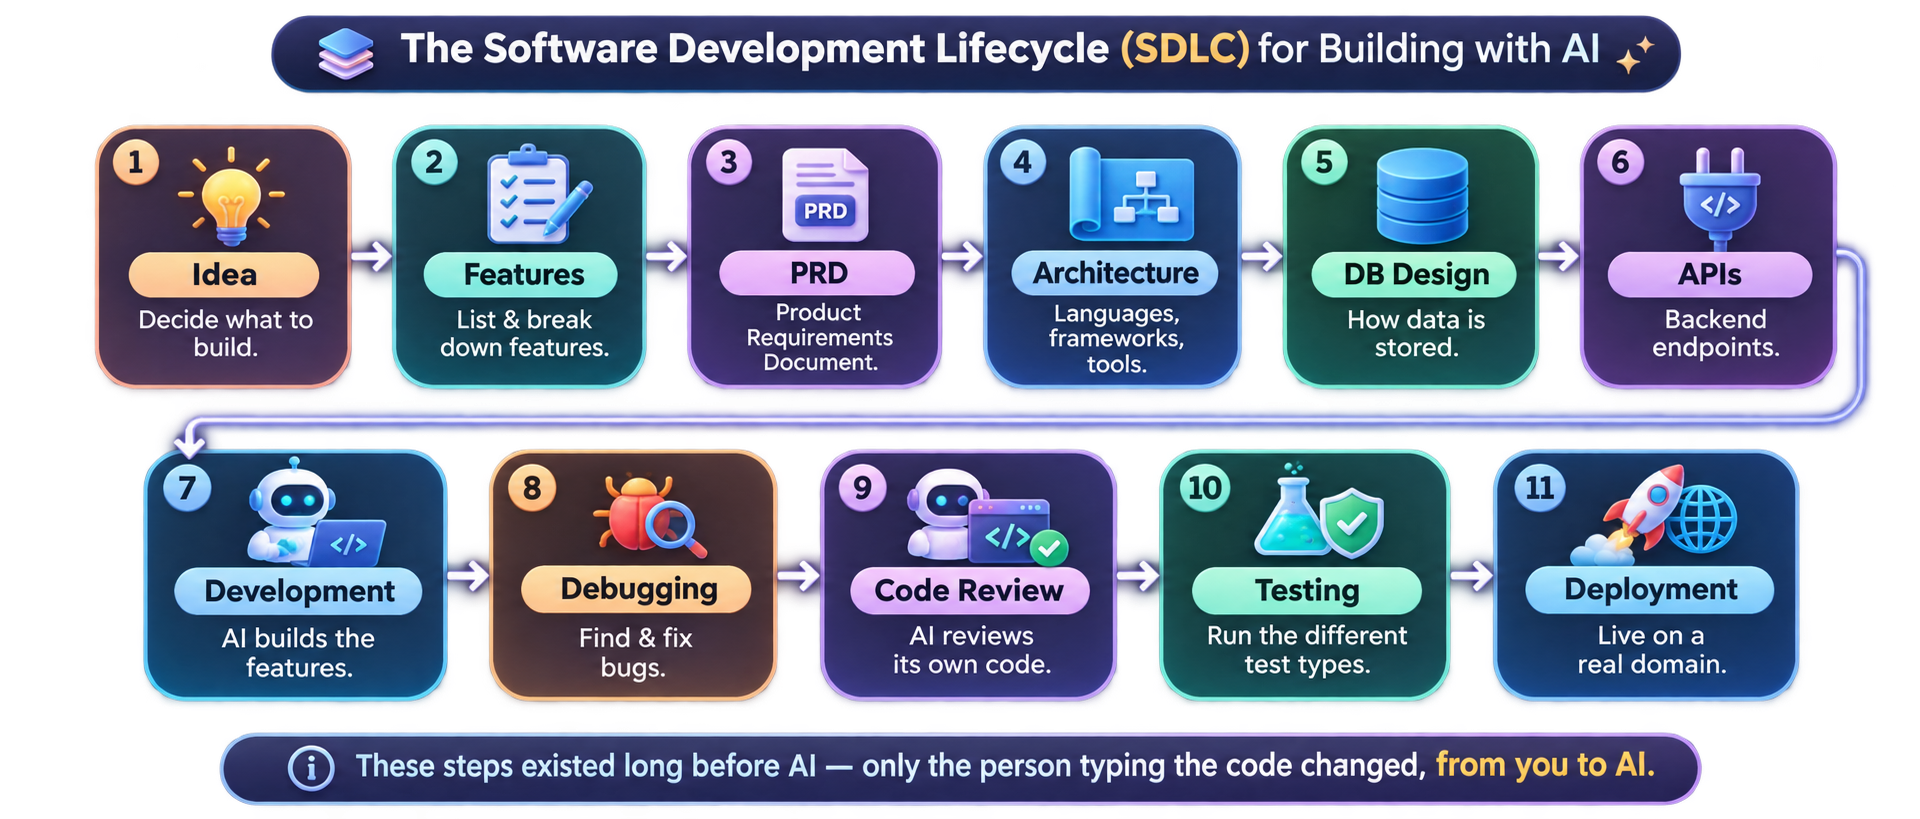 The Software Development Lifecycle (SDLC) for Building with AI
1
Idea
Decide what to
build.
2
Features
List & break
down features.
3
PRD
PRD
Product
Requirements
Document.
4
Architecture
Languages,
frameworks,
tools.
5
DB Design
How data is
stored.
6
</>
APIs
Backend
endpoints.
7
</>
Development
AI builds the
features.
8
Debugging
Find & fix
bugs.
9
</>
Code Review
AI reviews
its own code.
10
Testing
Run the different
test types.
11
Deployment
Live on a
real domain.
i
These steps existed long before AI — only the person typing the code changed, from you to AI.